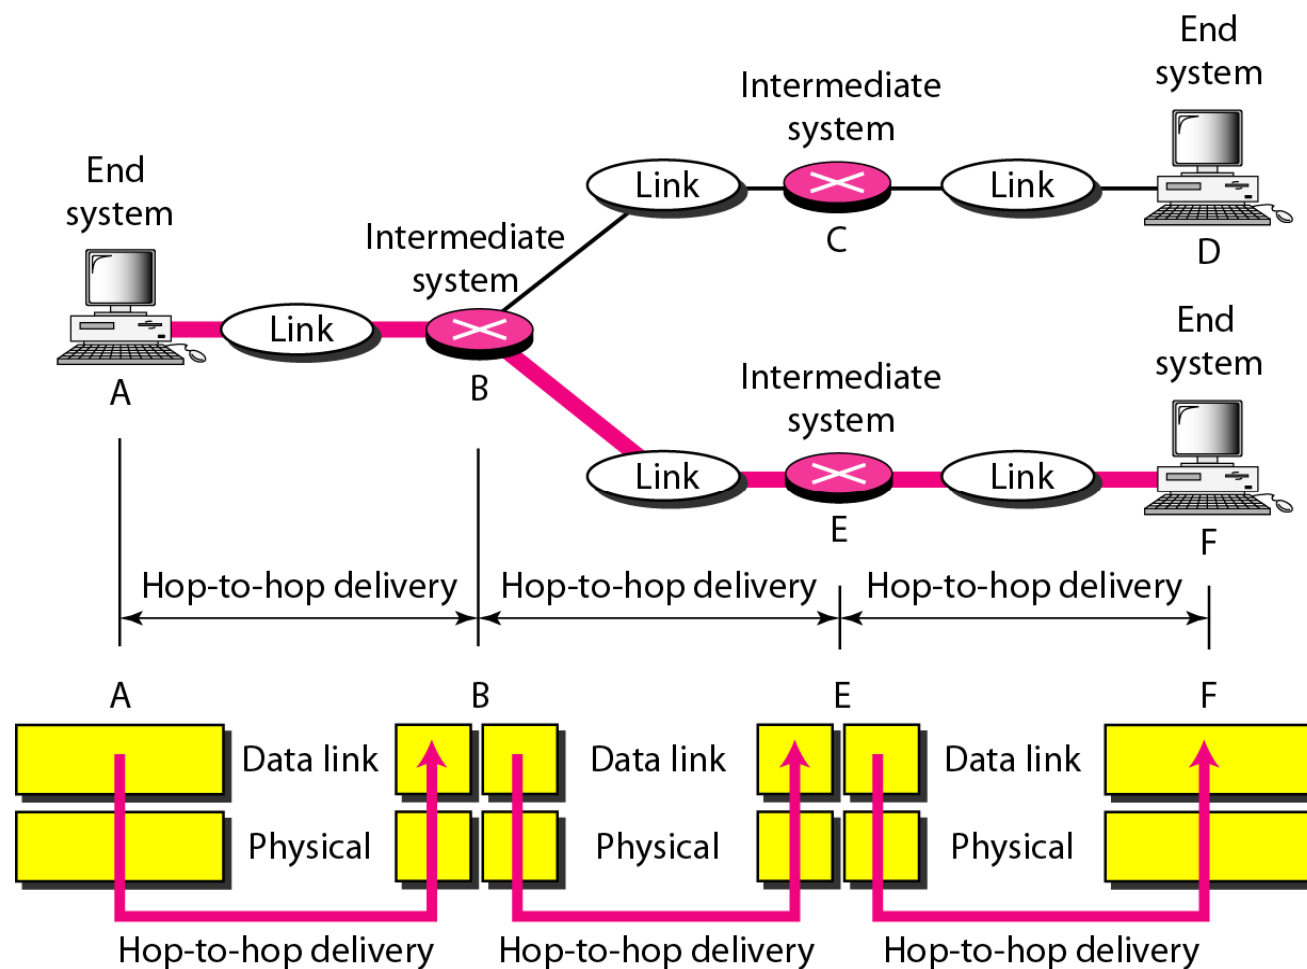 End
system
Intermediate
system
Link
Link
C
D
End
system
Intermediate
system
Link
A
B
End
system
Intermediate
system
Link
Link
E
F
Hop-to-hop delivery
Hop-to-hop delivery
Hop-to-hop delivery
A
B
E
F
Data link
Data link
Data link
Physical
Physical
Physical
Hop-to-hop delivery
Hop-to-hop delivery
Hop-to-hop delivery